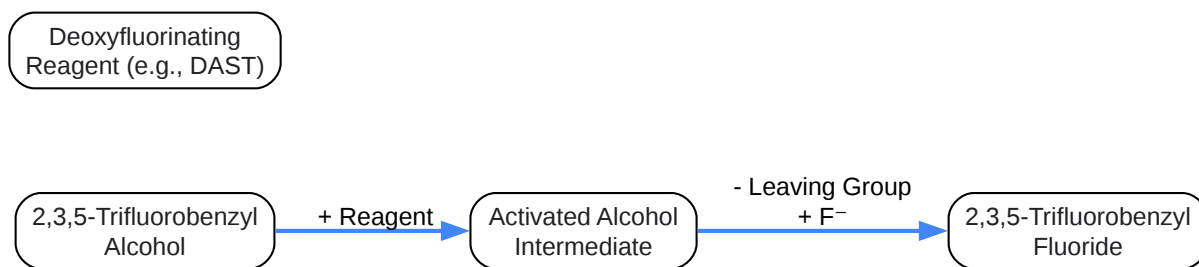 Deoxyfluorinating
Reagent (e.g., DAST)
2,3,5-Trifluorobenzyl
Alcohol
+ Reagent
Activated Alcohol
Intermediate
- Leaving Group
+ F⁻
2,3,5-Trifluorobenzyl
Fluoride